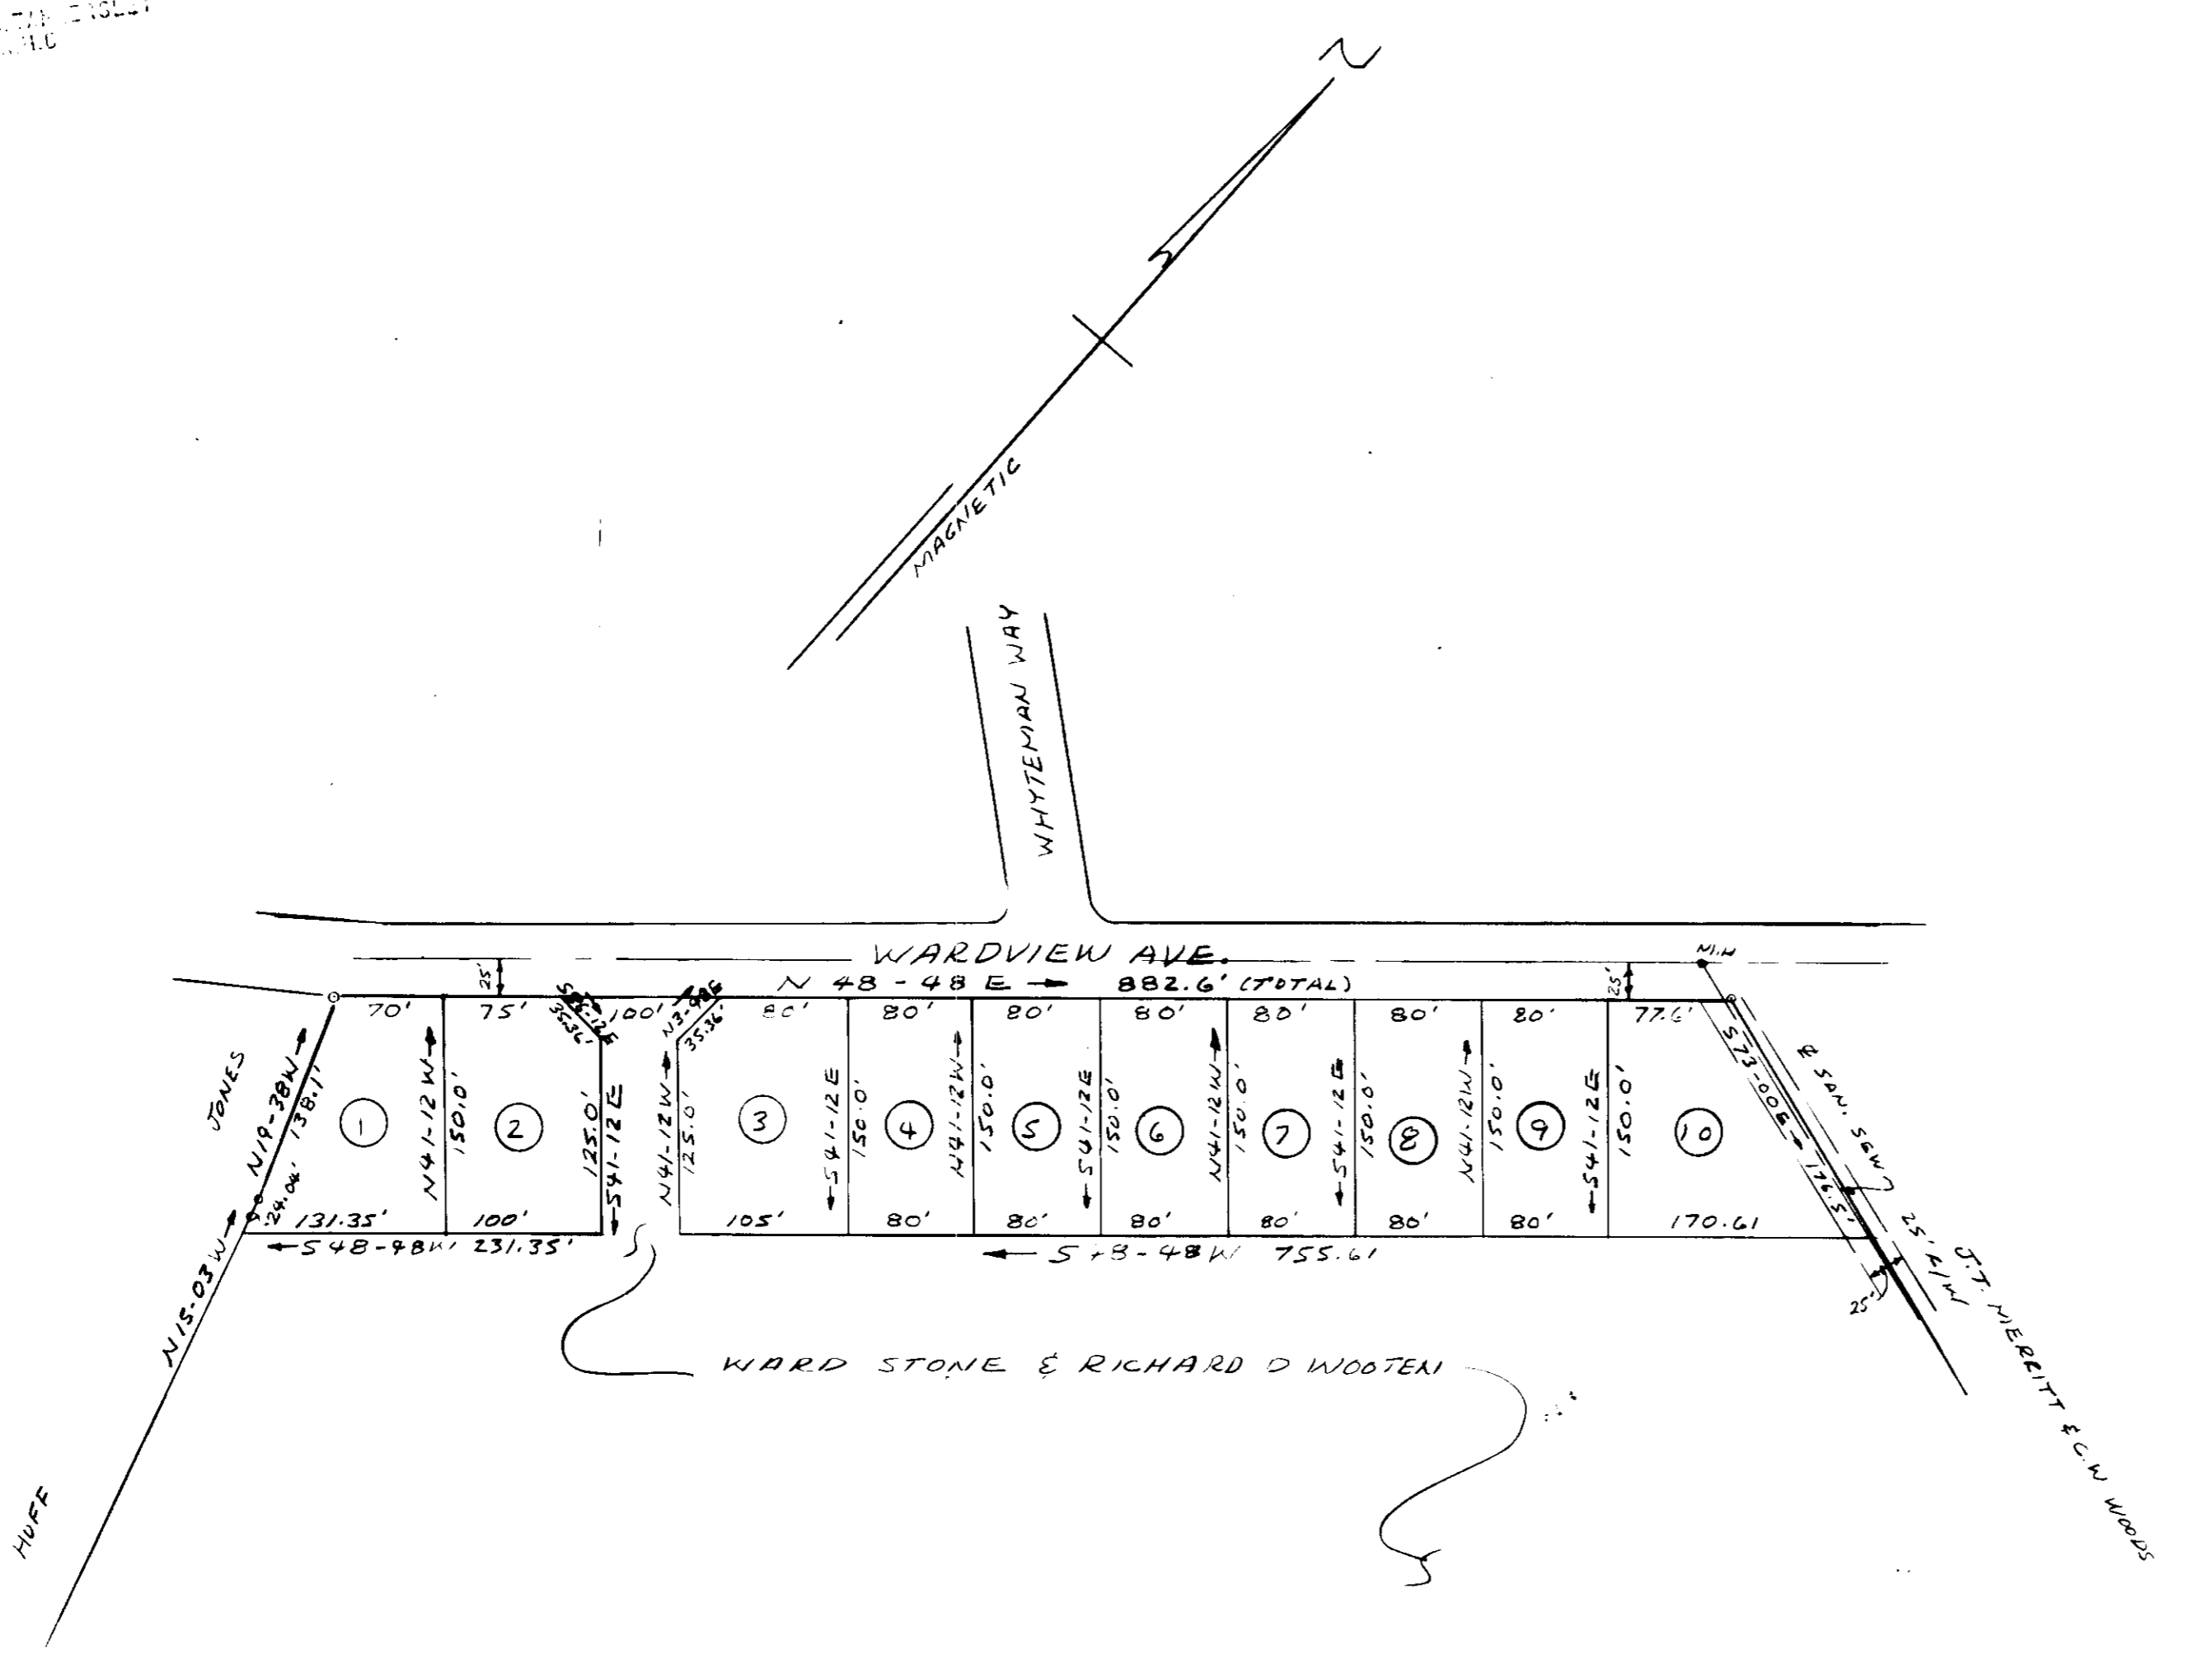 N
MAGNETIC
WHYTEMAN WAY
WARDVIEW AVE.
N 48-48 E 882.6' (TOTAL)
M.H
25'
25'
70'
75'
100'
80'
80'
80'
80'
80'
80'
80'
77.6'
35.36'
N3-48E
35.36'
JONES
N19-38W
138.1'
24.04'
N15-03W
HUFF
1
N41-12W
150.0'
2
125.0'
S41-12E
N41-12W
125.0'
3
S41-12E
150.0'
4
N41-12W
150.0'
5
S41-12E
150.0'
6
N41-12W
150.0'
7
S41-12E
150.0'
8
N41-12W
150.0'
9
S41-12E
150.0'
10
S73-00E 176.5'
SAN. SEW
25' R/W
25'
J.T. MERRITT & C.W WOODS
131.35'
100'
105'
80'
80'
80'
80'
80'
80'
170.61
S48-48W 231.35'
S48-48W 755.61
WARD STONE & RICHARD D WOOTEN